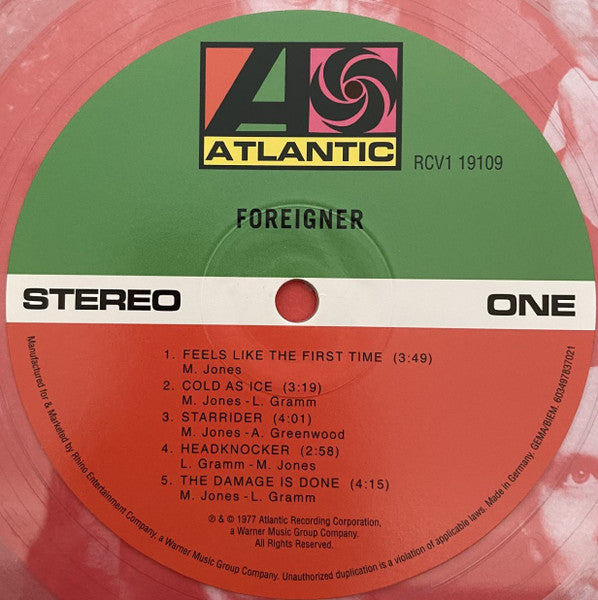 ATLANTIC
RCV1 19109
FOREIGNER
STEREO
ONE
1. FEELS LIKE THE FIRST TIME (3:49)
M. Jones
2. COLD AS ICE (3:19)
M. Jones-L. Gramm
3. STARRIDER (4:01)
M. Jones-A. Greenwood
4. HEADKNOCKER (2:58)
L. Gramm-M. Jones
5. THE DAMAGE IS DONE (4:15)
M. Jones-L. Gramm
℗ & © 1977 Atlantic Recording Corporation,
a Warner Music Group Company.
All Rights Reserved.
Manufactured for & Marketed by Rhino Entertainment Company, a Warner Music Group Company. Unauthorized duplication is a violation of applicable laws. Made in Germany. GEMA/BIEM. 603497837021